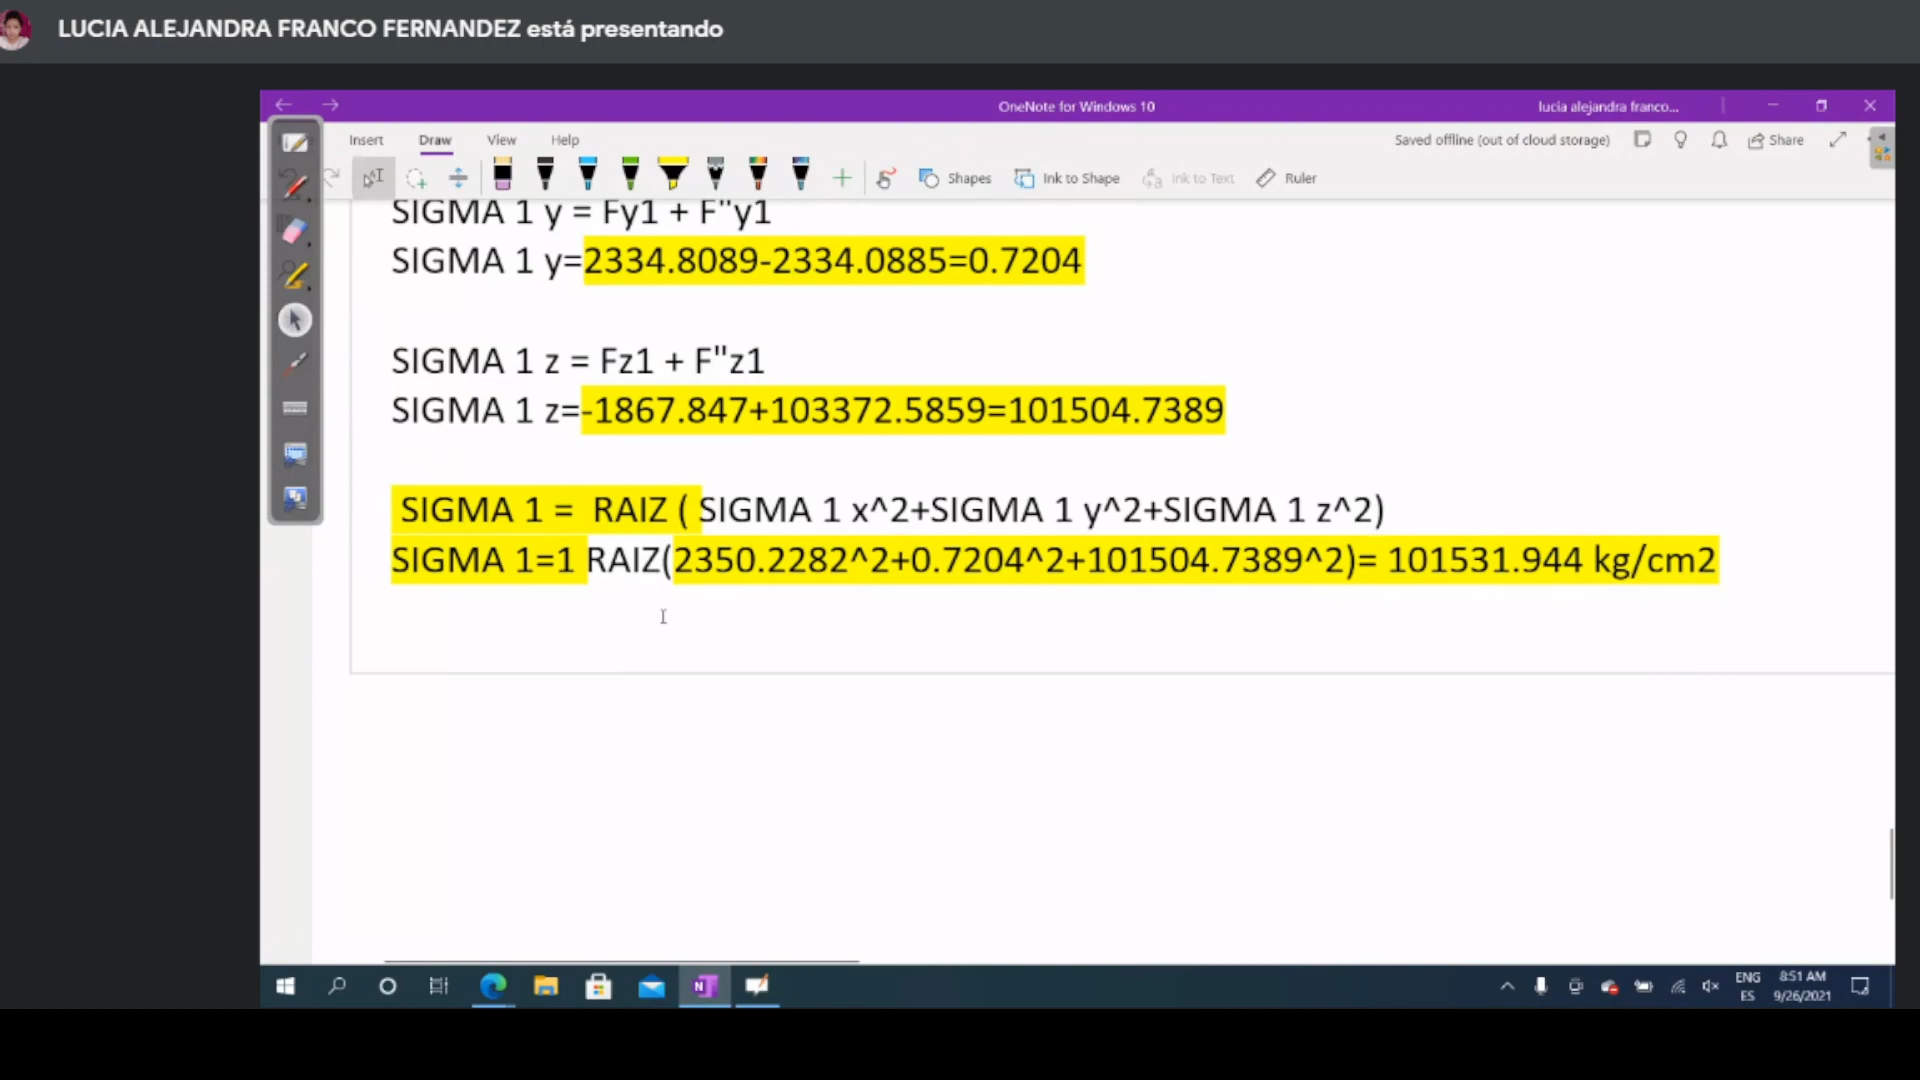 LUCIA ALEJANDRA FRANCO FERNANDEZ está presentando
OneNote for Windows 10
lucia alejandra franco...
Insert
Draw
View
Help
Saved offline (out of cloud storage)
Share
Shapes
Ink to Shape
Ink to Text
Ruler
SIGMA 1 y = Fy1 + F"y1
SIGMA 1 y=2334.8089-2334.0885=0.7204
SIGMA 1 z = Fz1 + F"z1
SIGMA 1 z=-1867.847+103372.5859=101504.7389
SIGMA 1 = RAIZ ( SIGMA 1 x^2+SIGMA 1 y^2+SIGMA 1 z^2)
SIGMA 1=1 RAIZ(2350.2282^2+0.7204^2+101504.7389^2)= 101531.944 kg/cm2
ENG
ES
8:51 AM
9/26/2021